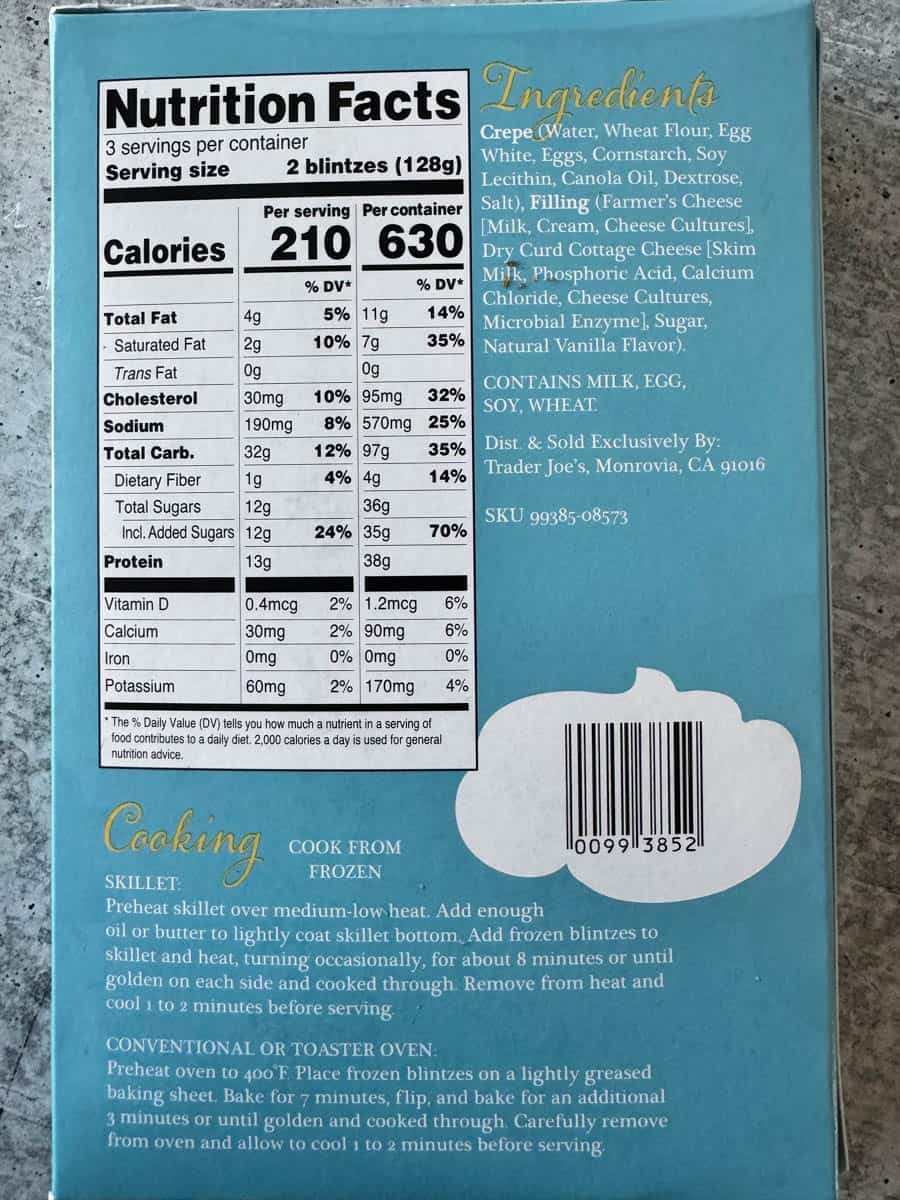 Nutrition Facts
3 servings per container
Serving size 2 blintzes (128g)
Per serving Per container
Calories 210 630
% DV* % DV*
Total Fat 4g 5% 11g 14%
Saturated Fat 2g 10% 7g 35%
Trans Fat 0g 0g
Cholesterol 30mg 10% 95mg 32%
Sodium 190mg 8% 570mg 25%
Total Carb. 32g 12% 97g 35%
Dietary Fiber 1g 4% 4g 14%
Total Sugars 12g 36g
Incl. Added Sugars 12g 24% 35g 70%
Protein 13g 38g
Vitamin D 0.4mcg 2% 1.2mcg 6%
Calcium 30mg 2% 90mg 6%
Iron 0mg 0% 0mg 0%
Potassium 60mg 2% 170mg 4%
* The % Daily Value (DV) tells you how much a nutrient in a serving of
food contributes to a daily diet. 2,000 calories a day is used for general
nutrition advice.
Ingredients
Crepe (Water, Wheat Flour, Egg
White, Eggs, Cornstarch, Soy
Lecithin, Canola Oil, Dextrose,
Salt), Filling (Farmer's Cheese
[Milk, Cream, Cheese Cultures],
Dry Curd Cottage Cheese [Skim
Milk, Phosphoric Acid, Calcium
Chloride, Cheese Cultures,
Microbial Enzyme], Sugar,
Natural Vanilla Flavor).
CONTAINS MILK, EGG,
SOY, WHEAT.
Dist. & Sold Exclusively By:
Trader Joe's, Monrovia, CA 91016
SKU 99385-08573
0099 3852
Cooking
COOK FROM
FROZEN
SKILLET:
Preheat skillet over medium-low heat. Add enough
oil or butter to lightly coat skillet bottom. Add frozen blintzes to
skillet and heat, turning occasionally, for about 8 minutes or until
golden on each side and cooked through. Remove from heat and
cool 1 to 2 minutes before serving.
CONVENTIONAL OR TOASTER OVEN:
Preheat oven to 400°F. Place frozen blintzes on a lightly greased
baking sheet. Bake for 7 minutes, flip, and bake for an additional
3 minutes or until golden and cooked through. Carefully remove
from oven and allow to cool 1 to 2 minutes before serving.